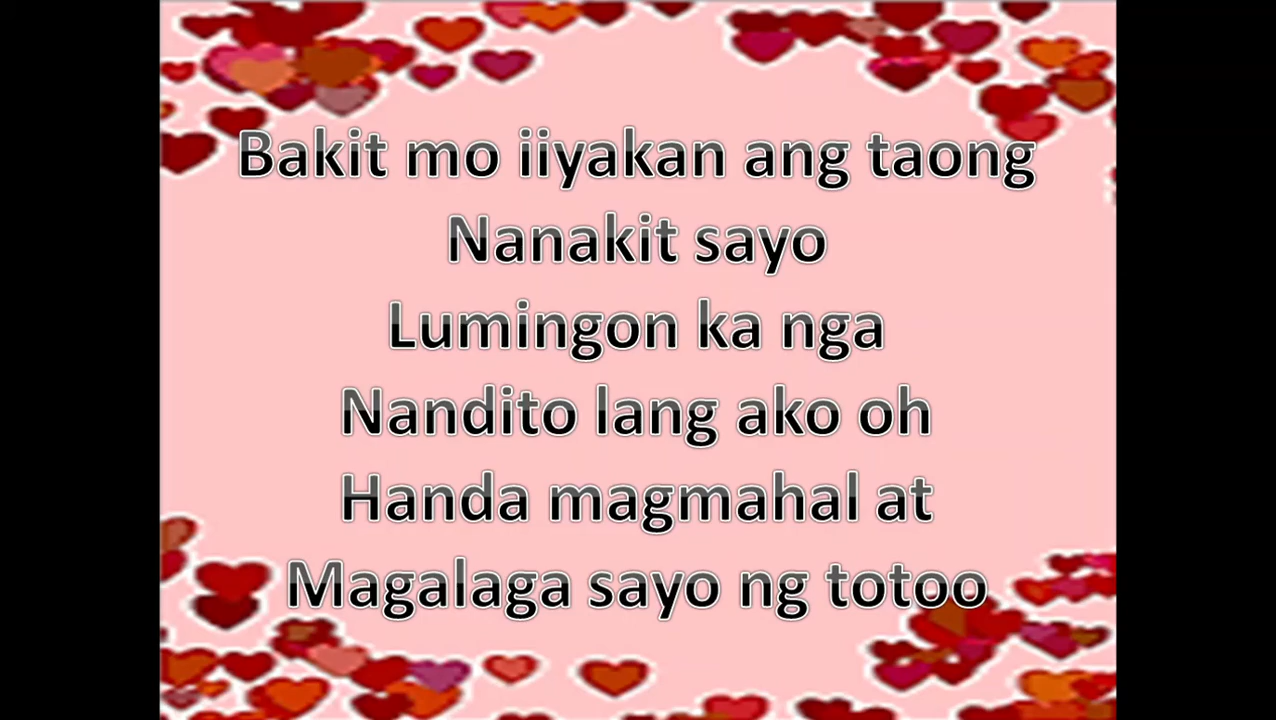 Bakit mo iiyakan ang taong
Nanakit sayo
Lumingon ka nga
Nandito lang ako oh
Handa magmahal at
Magalaga sayo ng totoo